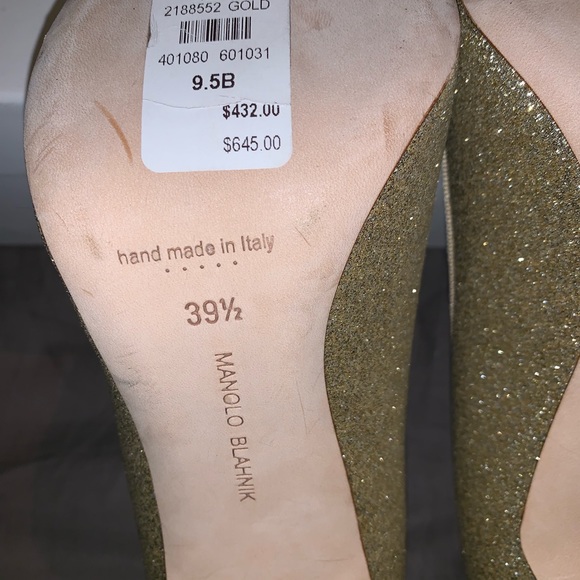 2188552 GOLD
401080 601031
9.5B
$432.00
$645.00
hand made in Italy
39½
MANOLO BLAHNIK